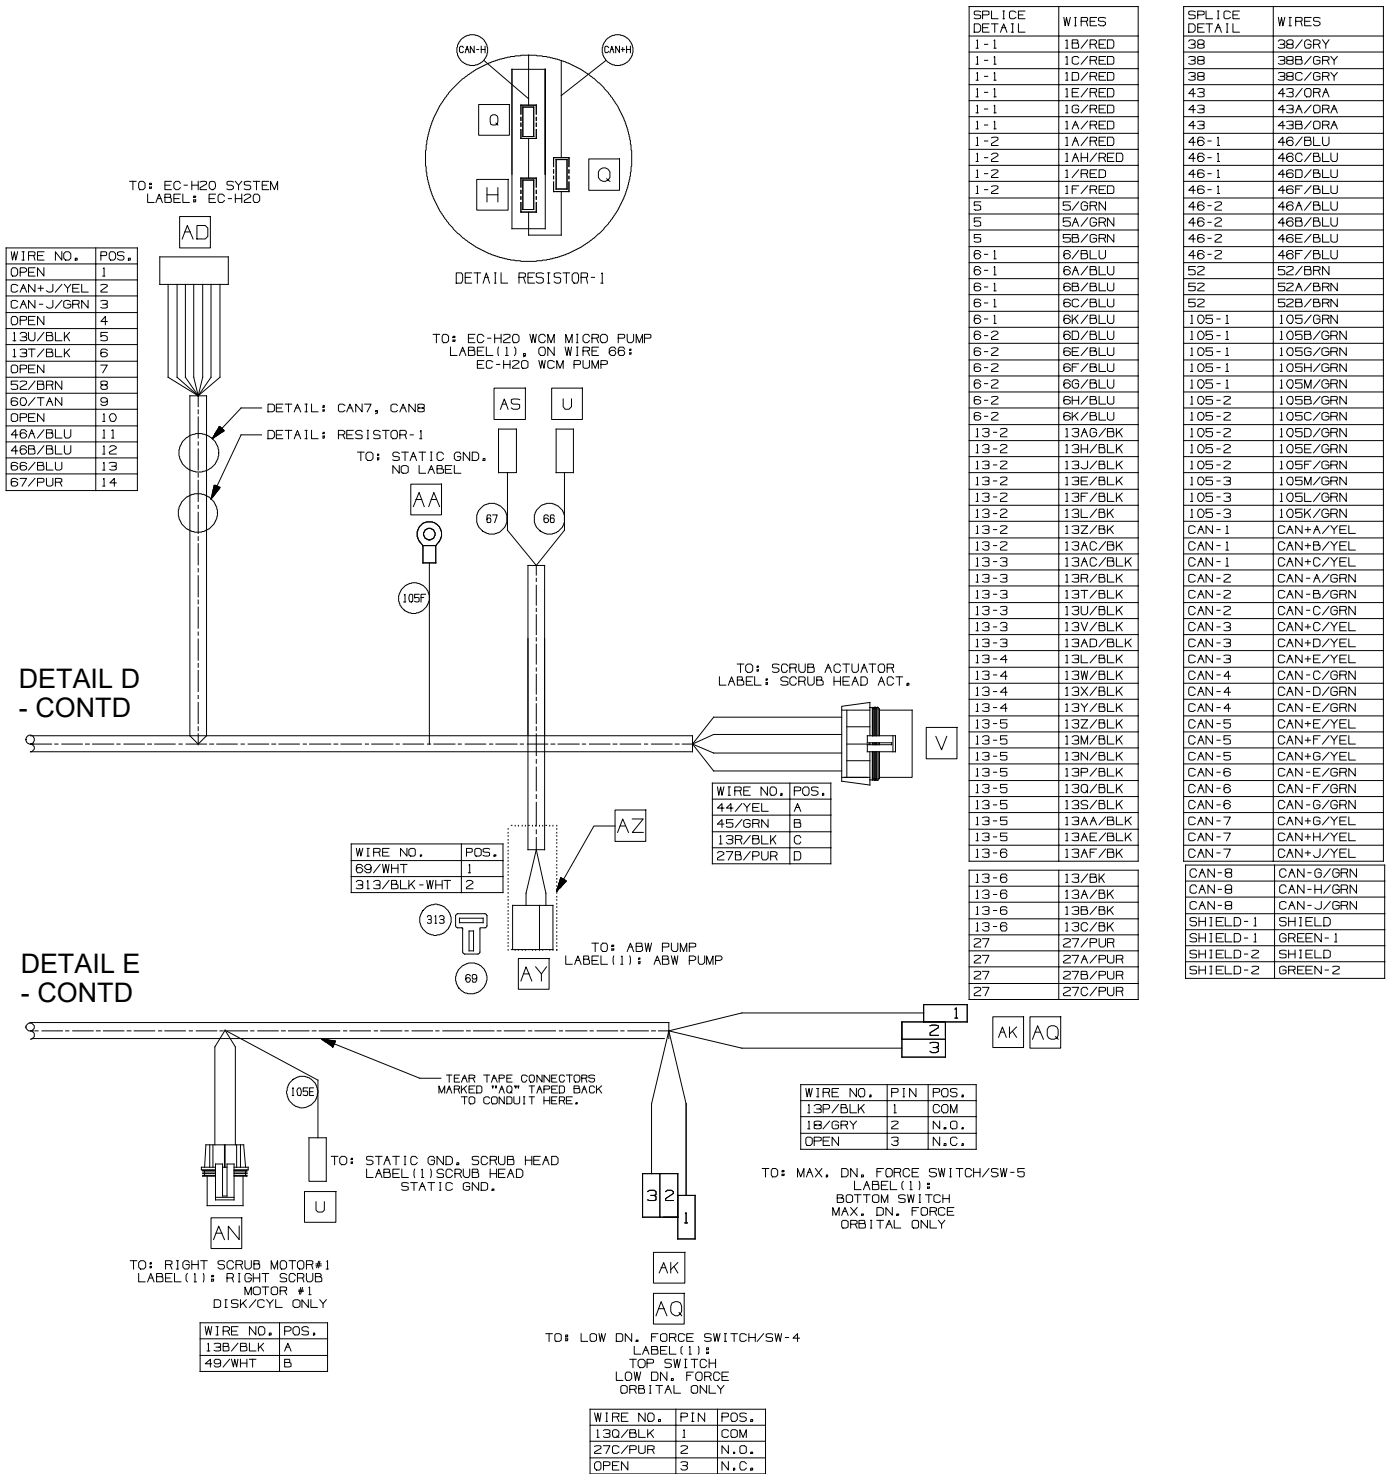 CAN-H
CAN+H
Q
H
Q
DETAIL RESISTOR-1
TO: EC-H2O SYSTEM
LABEL: EC-H2O
AD
WIRE NO. POS.
OPEN 1
CAN+J/YEL 2
CAN-J/GRN 3
OPEN 4
13U/BLK 5
13T/BLK 6
OPEN 7
52/BRN 8
60/TAN 9
OPEN 10
46A/BLU 11
46B/BLU 12
66/BLU 13
67/PUR 14
DETAIL: CAN7, CAN8
DETAIL: RESISTOR-1
TO: STATIC GND.
NO LABEL
AA
105F
TO: EC-H2O WCM MICRO PUMP
LABEL(1), ON WIRE 66:
EC-H2O WCM PUMP
AS
U
67
66
DETAIL D
- CONTD
TO: SCRUB ACTUATOR
LABEL: SCRUB HEAD ACT.
V
WIRE NO. POS.
44/YEL A
45/GRN B
13R/BLK C
27B/PUR D
AZ
WIRE NO. POS.
69/WHT 1
313/BLK-WHT 2
313
69
TO: ABW PUMP
LABEL(1): ABW PUMP
AY
SPLICE DETAIL WIRES
1-1 1B/RED
1-1 1C/RED
1-1 1D/RED
1-1 1E/RED
1-1 1G/RED
1-1 1A/RED
1-2 1A/RED
1-2 1AH/RED
1-2 1/RED
1-2 1F/RED
5 5/GRN
5 5A/GRN
5 5B/GRN
6-1 6/BLU
6-1 6A/BLU
6-1 6B/BLU
6-1 6C/BLU
6-1 6K/BLU
6-2 6D/BLU
6-2 6E/BLU
6-2 6F/BLU
6-2 6G/BLU
6-2 6H/BLU
6-2 6K/BLU
13-2 13AG/BK
13-2 13H/BLK
13-2 13J/BLK
13-2 13E/BLK
13-2 13F/BLK
13-2 13L/BK
13-2 13Z/BK
13-2 13AC/BK
13-3 13AC/BLK
13-3 13R/BLK
13-3 13T/BLK
13-3 13U/BLK
13-3 13V/BLK
13-3 13AD/BLK
13-4 13L/BLK
13-4 13W/BLK
13-4 13X/BLK
13-4 13Y/BLK
13-5 13Z/BLK
13-5 13M/BLK
13-5 13N/BLK
13-5 13P/BLK
13-5 13Q/BLK
13-5 13S/BLK
13-5 13AA/BLK
13-5 13AE/BLK
13-6 13AF/BK
13-6 13/BK
13-6 13A/BK
13-6 13B/BK
13-6 13C/BK
27 27/PUR
27 27A/PUR
27 27B/PUR
27 27C/PUR
SPLICE DETAIL WIRES
38 38/GRY
38 38B/GRY
38 38C/GRY
43 43/ORA
43 43A/ORA
43 43B/ORA
46-1 46/BLU
46-1 46C/BLU
46-1 46D/BLU
46-1 46F/BLU
46-2 46A/BLU
46-2 46B/BLU
46-2 46E/BLU
46-2 46F/BLU
52 52/BRN
52 52A/BRN
52 52B/BRN
105-1 105/GRN
105-1 105B/GRN
105-1 105G/GRN
105-1 105H/GRN
105-1 105M/GRN
105-2 105B/GRN
105-2 105C/GRN
105-2 105D/GRN
105-2 105E/GRN
105-2 105F/GRN
105-3 105M/GRN
105-3 105L/GRN
105-3 105K/GRN
CAN-1 CAN+A/YEL
CAN-1 CAN+B/YEL
CAN-1 CAN+C/YEL
CAN-2 CAN-A/GRN
CAN-2 CAN-B/GRN
CAN-2 CAN-C/GRN
CAN-3 CAN+C/YEL
CAN-3 CAN+D/YEL
CAN-3 CAN+E/YEL
CAN-4 CAN-C/GRN
CAN-4 CAN-D/GRN
CAN-4 CAN-E/GRN
CAN-5 CAN+E/YEL
CAN-5 CAN+F/YEL
CAN-5 CAN+G/YEL
CAN-6 CAN-E/GRN
CAN-6 CAN-F/GRN
CAN-6 CAN-G/GRN
CAN-7 CAN+G/YEL
CAN-7 CAN+H/YEL
CAN-7 CAN+J/YEL
CAN-8 CAN-G/GRN
CAN-8 CAN-H/GRN
CAN-8 CAN-J/GRN
SHIELD-1 SHIELD
SHIELD-1 GREEN-1
SHIELD-2 SHIELD
SHIELD-2 GREEN-2
DETAIL E
- CONTD
TEAR TAPE CONNECTORS
MARKED "AQ" TAPED BACK
TO CONDUIT HERE.
105E
TO: STATIC GND. SCRUB HEAD
LABEL(1)SCRUB HEAD
STATIC GND.
U
AN
TO: RIGHT SCRUB MOTOR#1
LABEL(1): RIGHT SCRUB
MOTOR #1
DISK/CYL ONLY
WIRE NO. POS.
13B/BLK A
49/WHT B
1
2
3
AK AQ
WIRE NO. PIN POS.
13P/BLK 1 COM
18/GRY 2 N.O.
OPEN 3 N.C.
TO: MAX. DN. FORCE SWITCH/SW-5
LABEL(1):
BOTTOM SWITCH
MAX. DN. FORCE
ORBITAL ONLY
3 2
1
AK
AQ
TO: LOW DN. FORCE SWITCH/SW-4
LABEL(1):
TOP SWITCH
LOW DN. FORCE
ORBITAL ONLY
WIRE NO. PIN POS.
13Q/BLK 1 COM
27C/PUR 2 N.O.
OPEN 3 N.C.